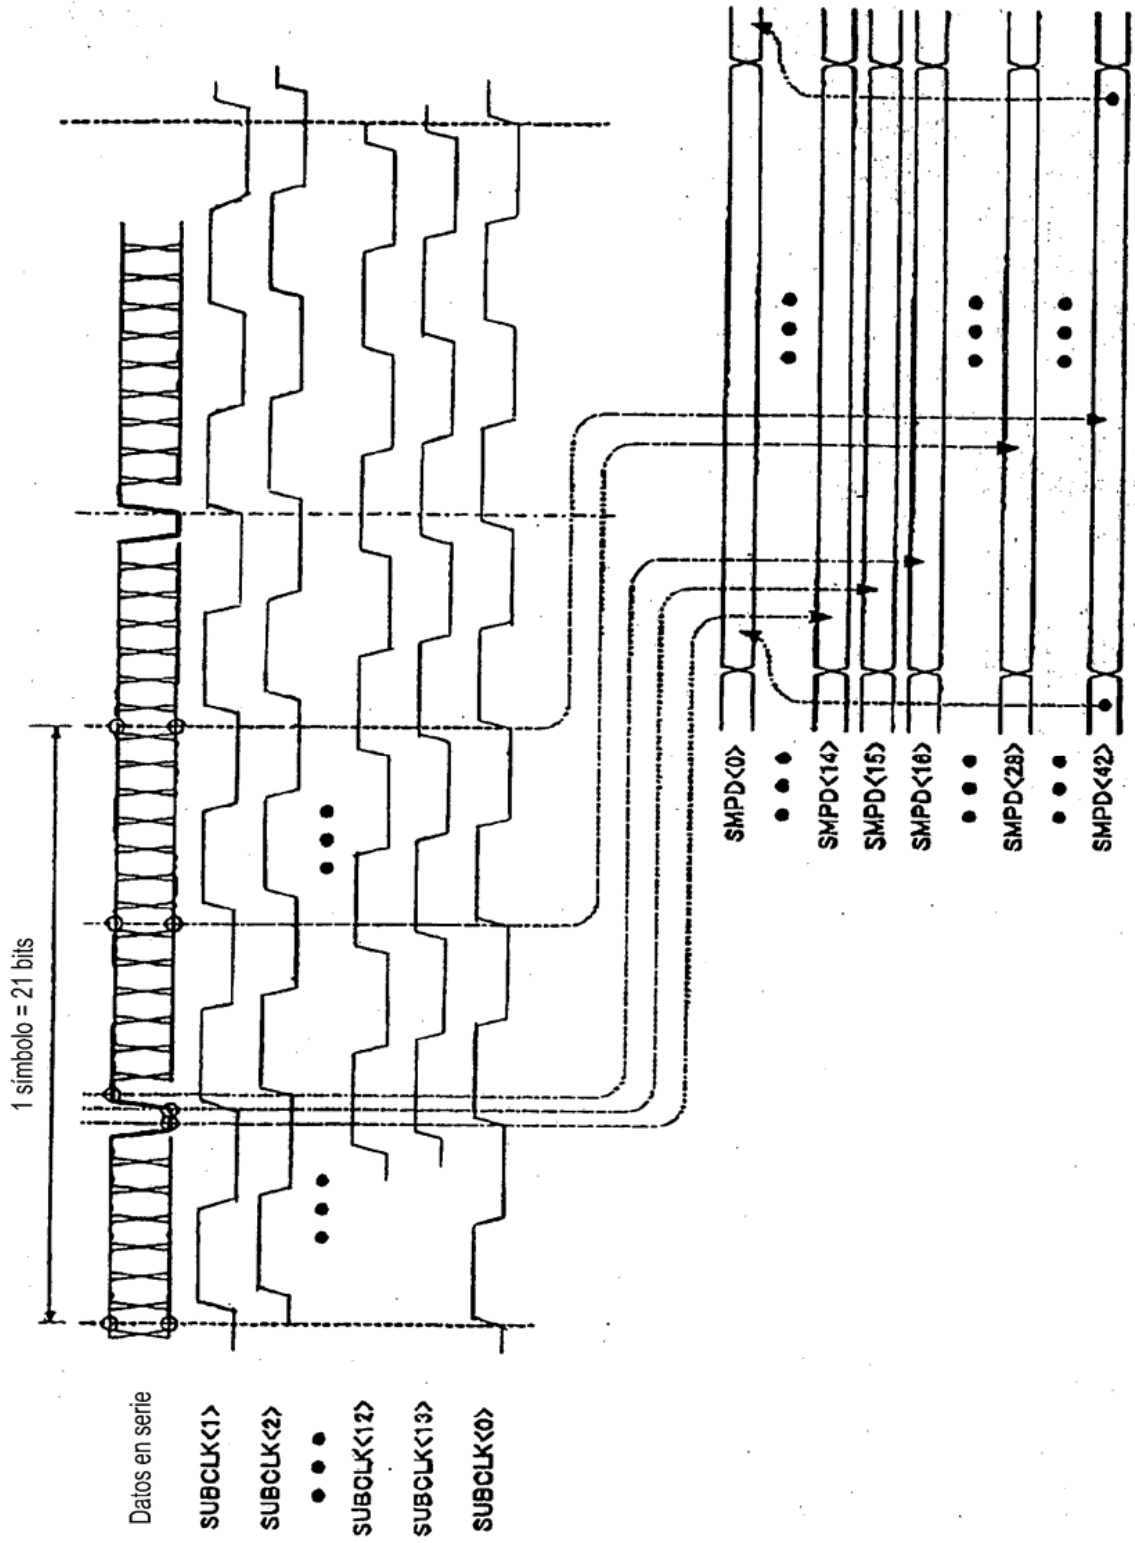 1 símbolo = 21 bits
Datos en serie
SUBCLK<1>
SUBCLK<2>
SUBCLK<12>
SUBCLK<13>
SUBCLK<0>
SMPD<0>
SMPD<14>
SMPD<15>
SMPD<16>
SMPD<28>
SMPD<42>